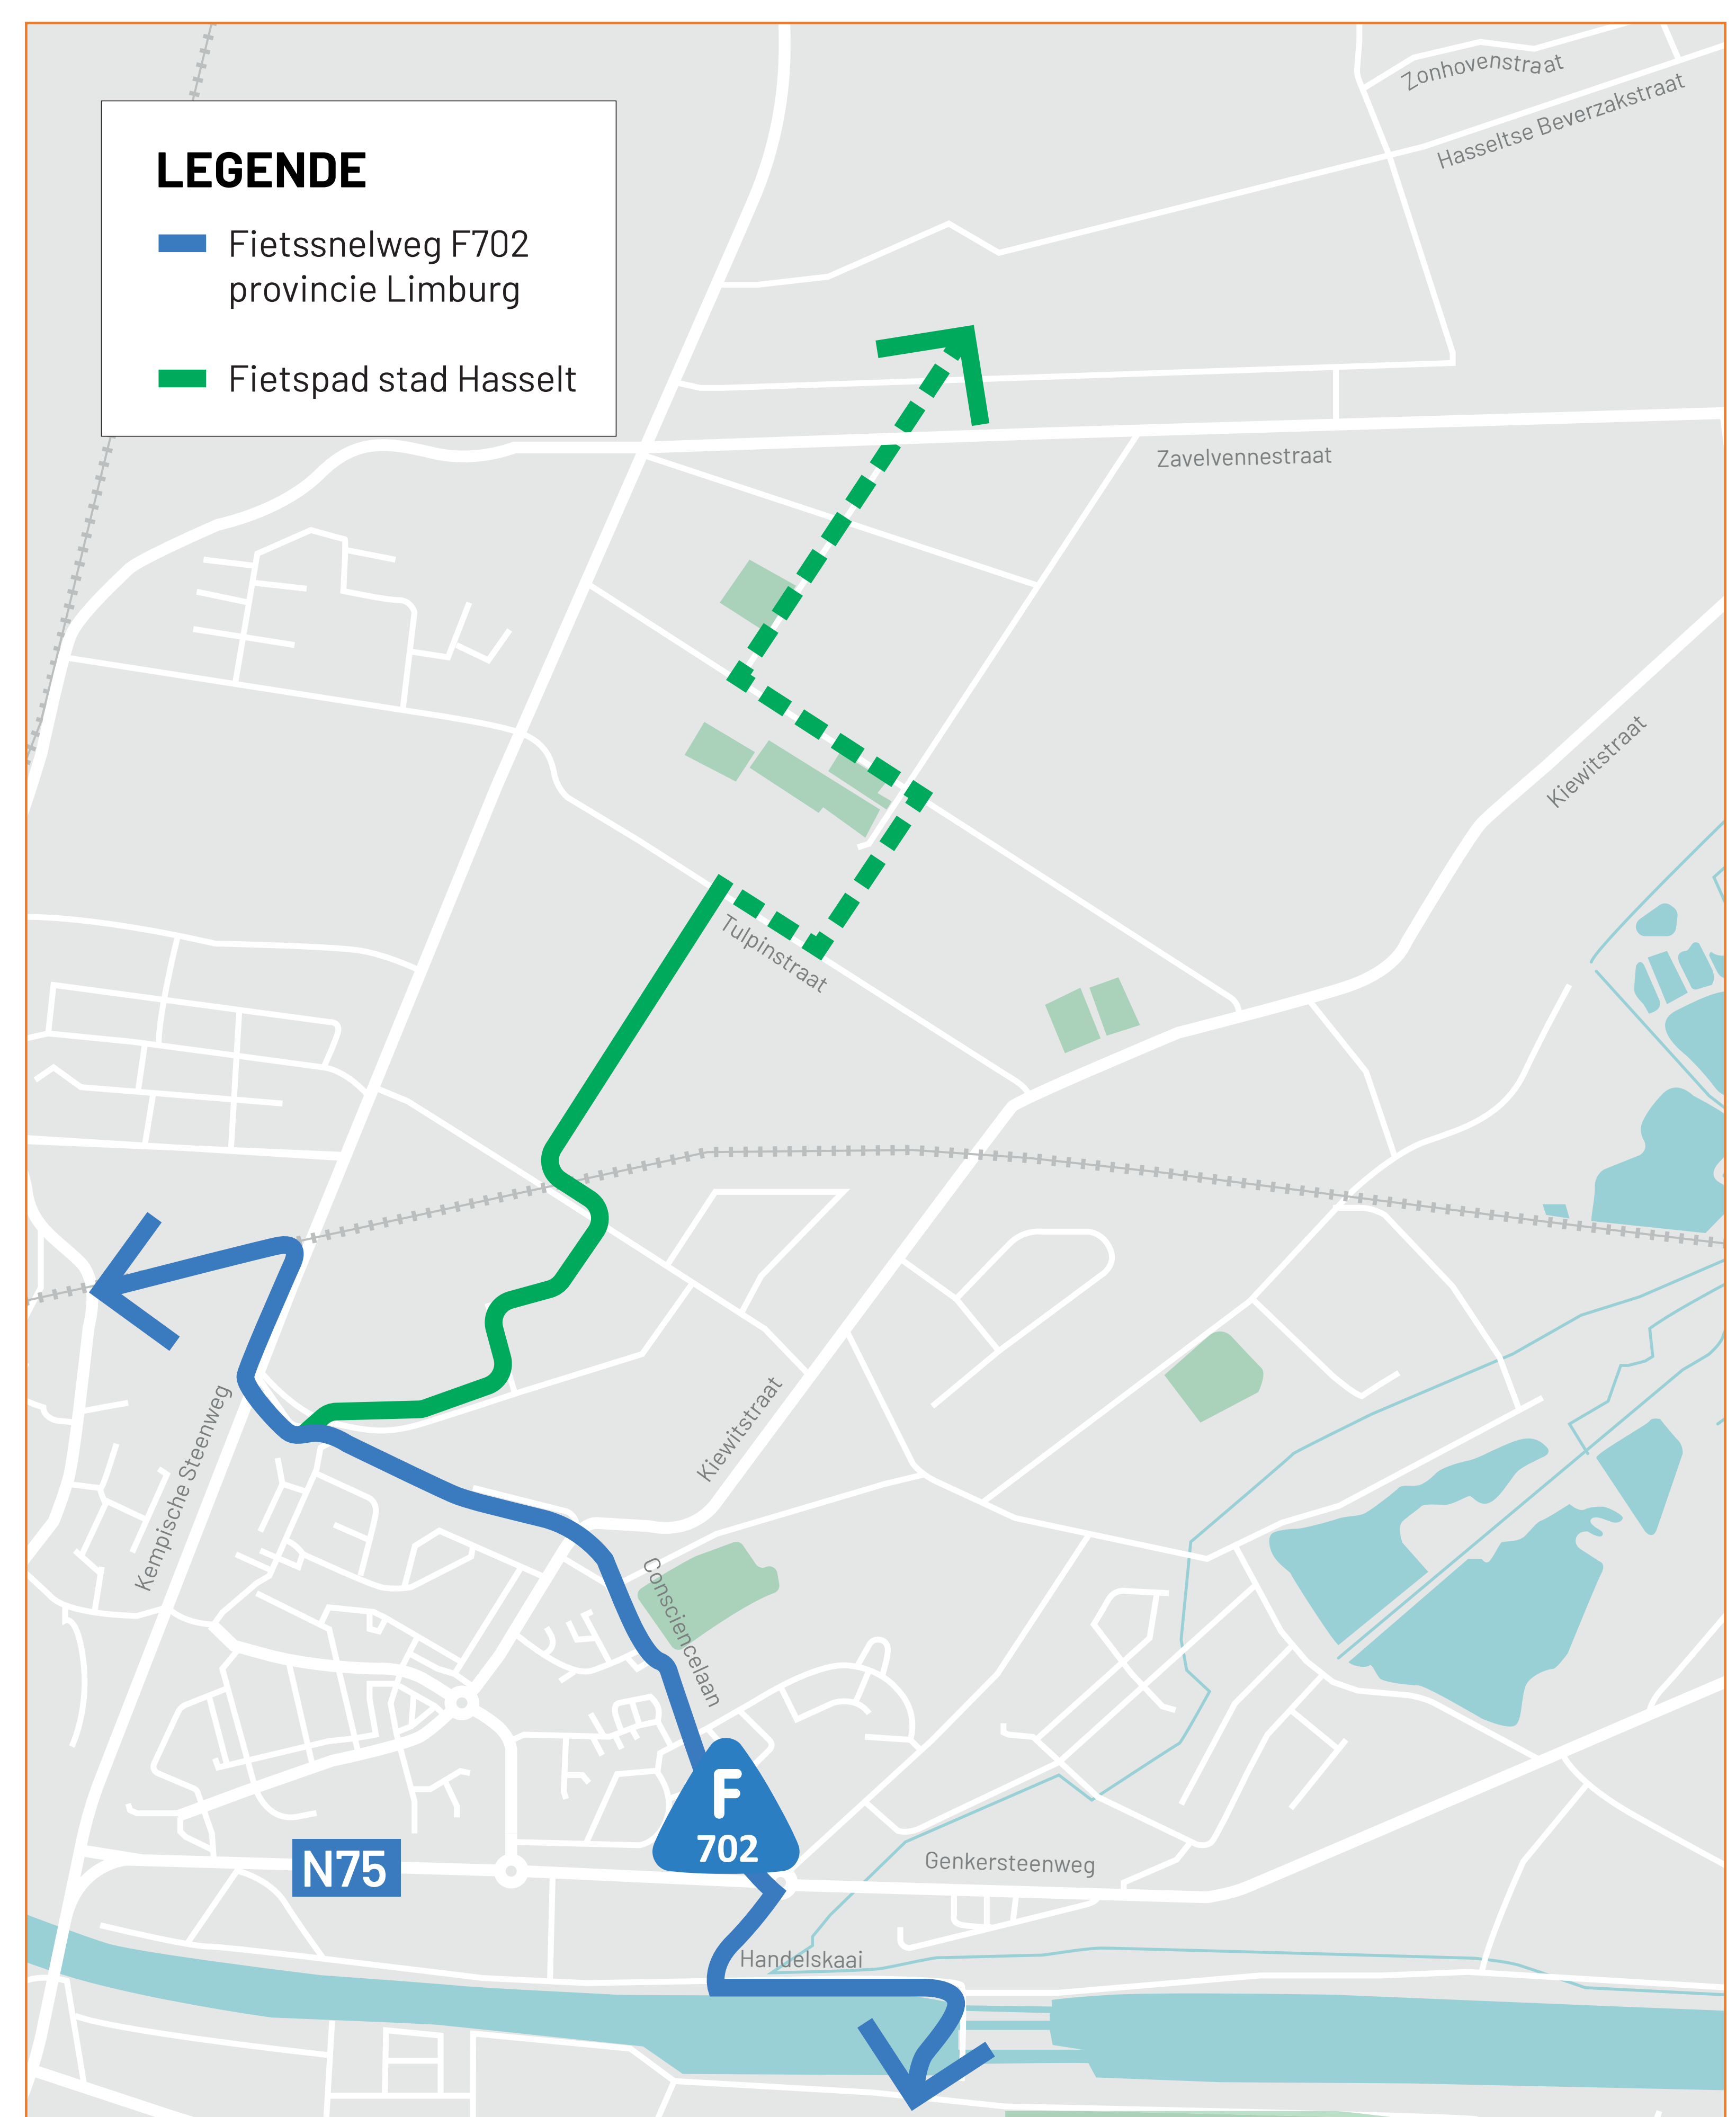 Zonhovenstraat
Hasseltse Beverzakstraat
LEGENDE
Fietssnelweg F702
provincie Limburg
Fietspad stad Hasselt
Zavelvennestraat
Kiewitstraat
Tulpinstraat
Kempische Steenweg
Kiewitstraat
Consciencelaan
F
702
N75
Genkersteenweg
Handelskaai